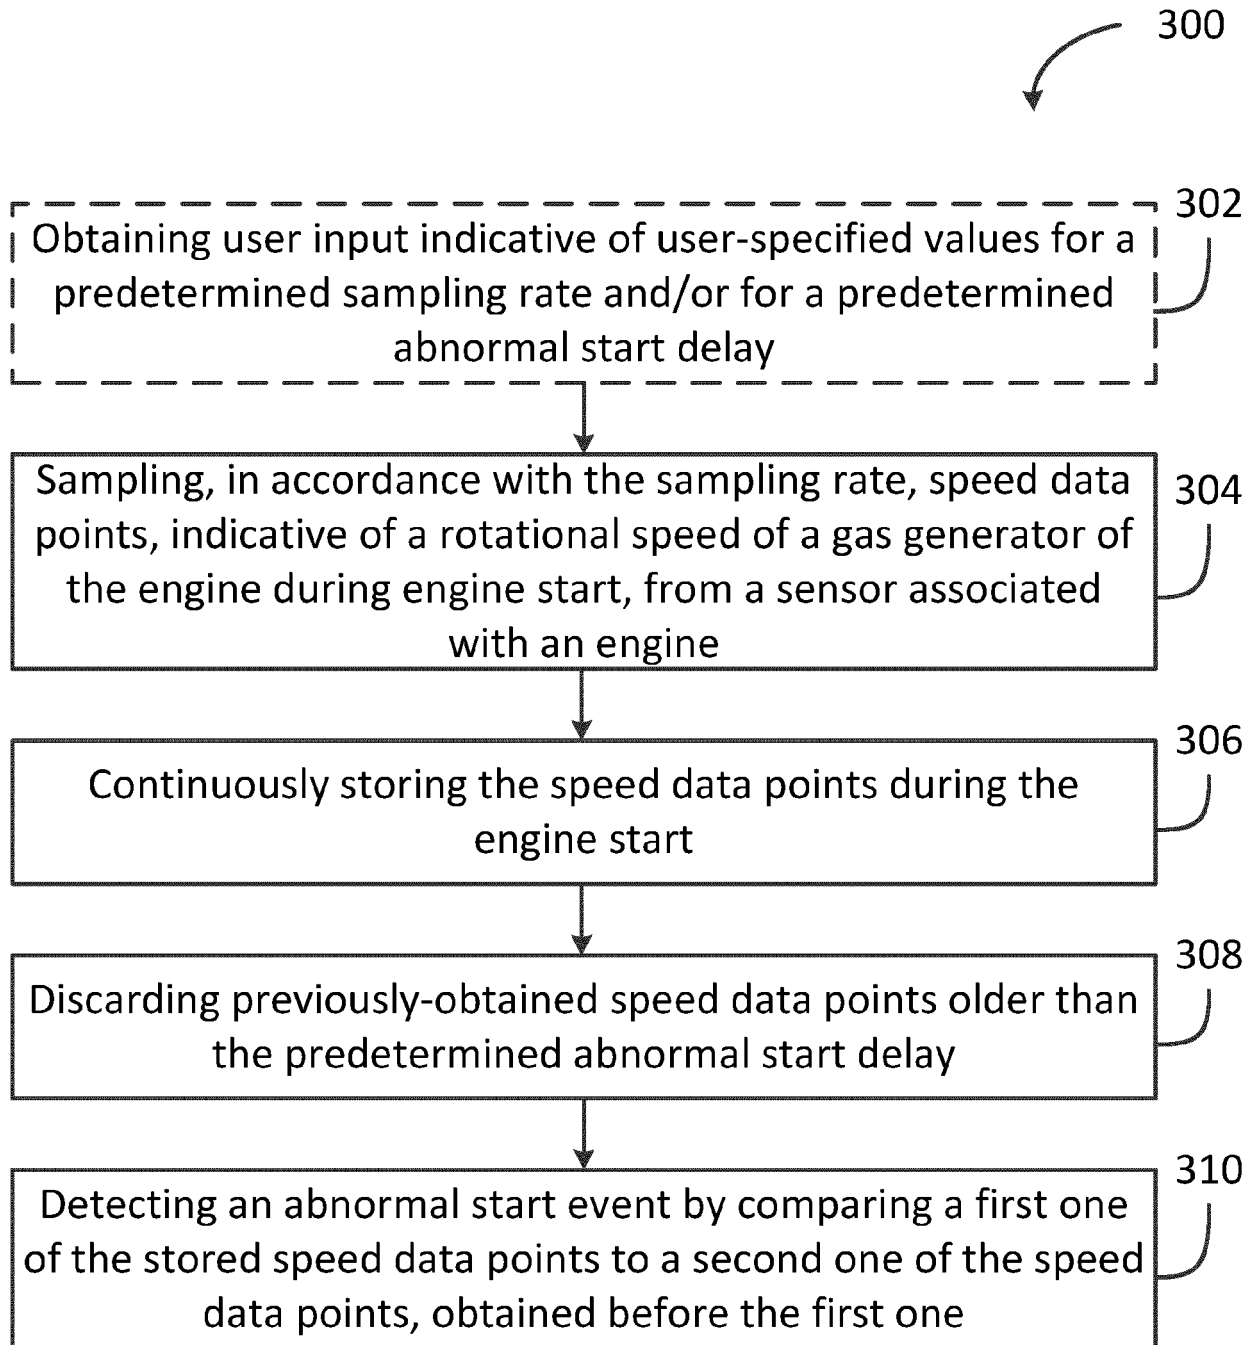 300
302
Obtaining user input indicative of user-specified values for a
predetermined sampling rate and/or for a predetermined
abnormal start delay
304
Sampling, in accordance with the sampling rate, speed data
points, indicative of a rotational speed of a gas generator of
the engine during engine start, from a sensor associated
with an engine
306
Continuously storing the speed data points during the
engine start
308
Discarding previously-obtained speed data points older than
the predetermined abnormal start delay
310
Detecting an abnormal start event by comparing a first one
of the stored speed data points to a second one of the speed
data points, obtained before the first one